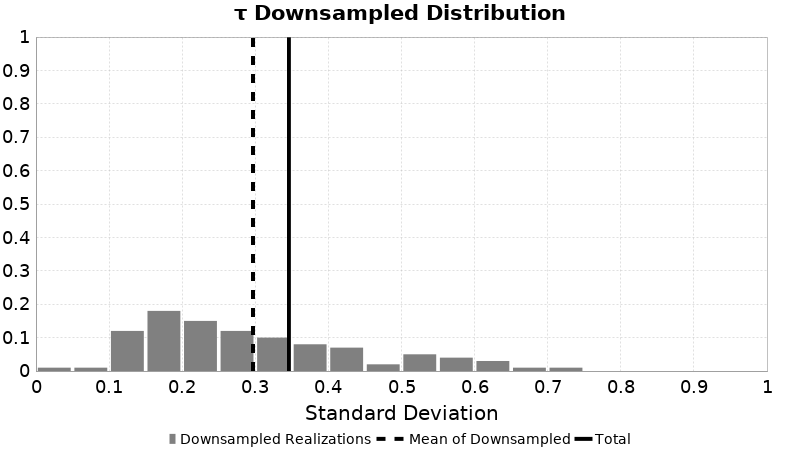 τ Downsampled Distribution
1
0.9
0.8
0.7
0.6
0.5
0.4
0.3
0.2
0.1
0
0 0.1 0.2 0.3 0.4 0.5 0.6 0.7 0.8 0.9 1
Standard Deviation
Downsampled Realizations Mean of Downsampled Total